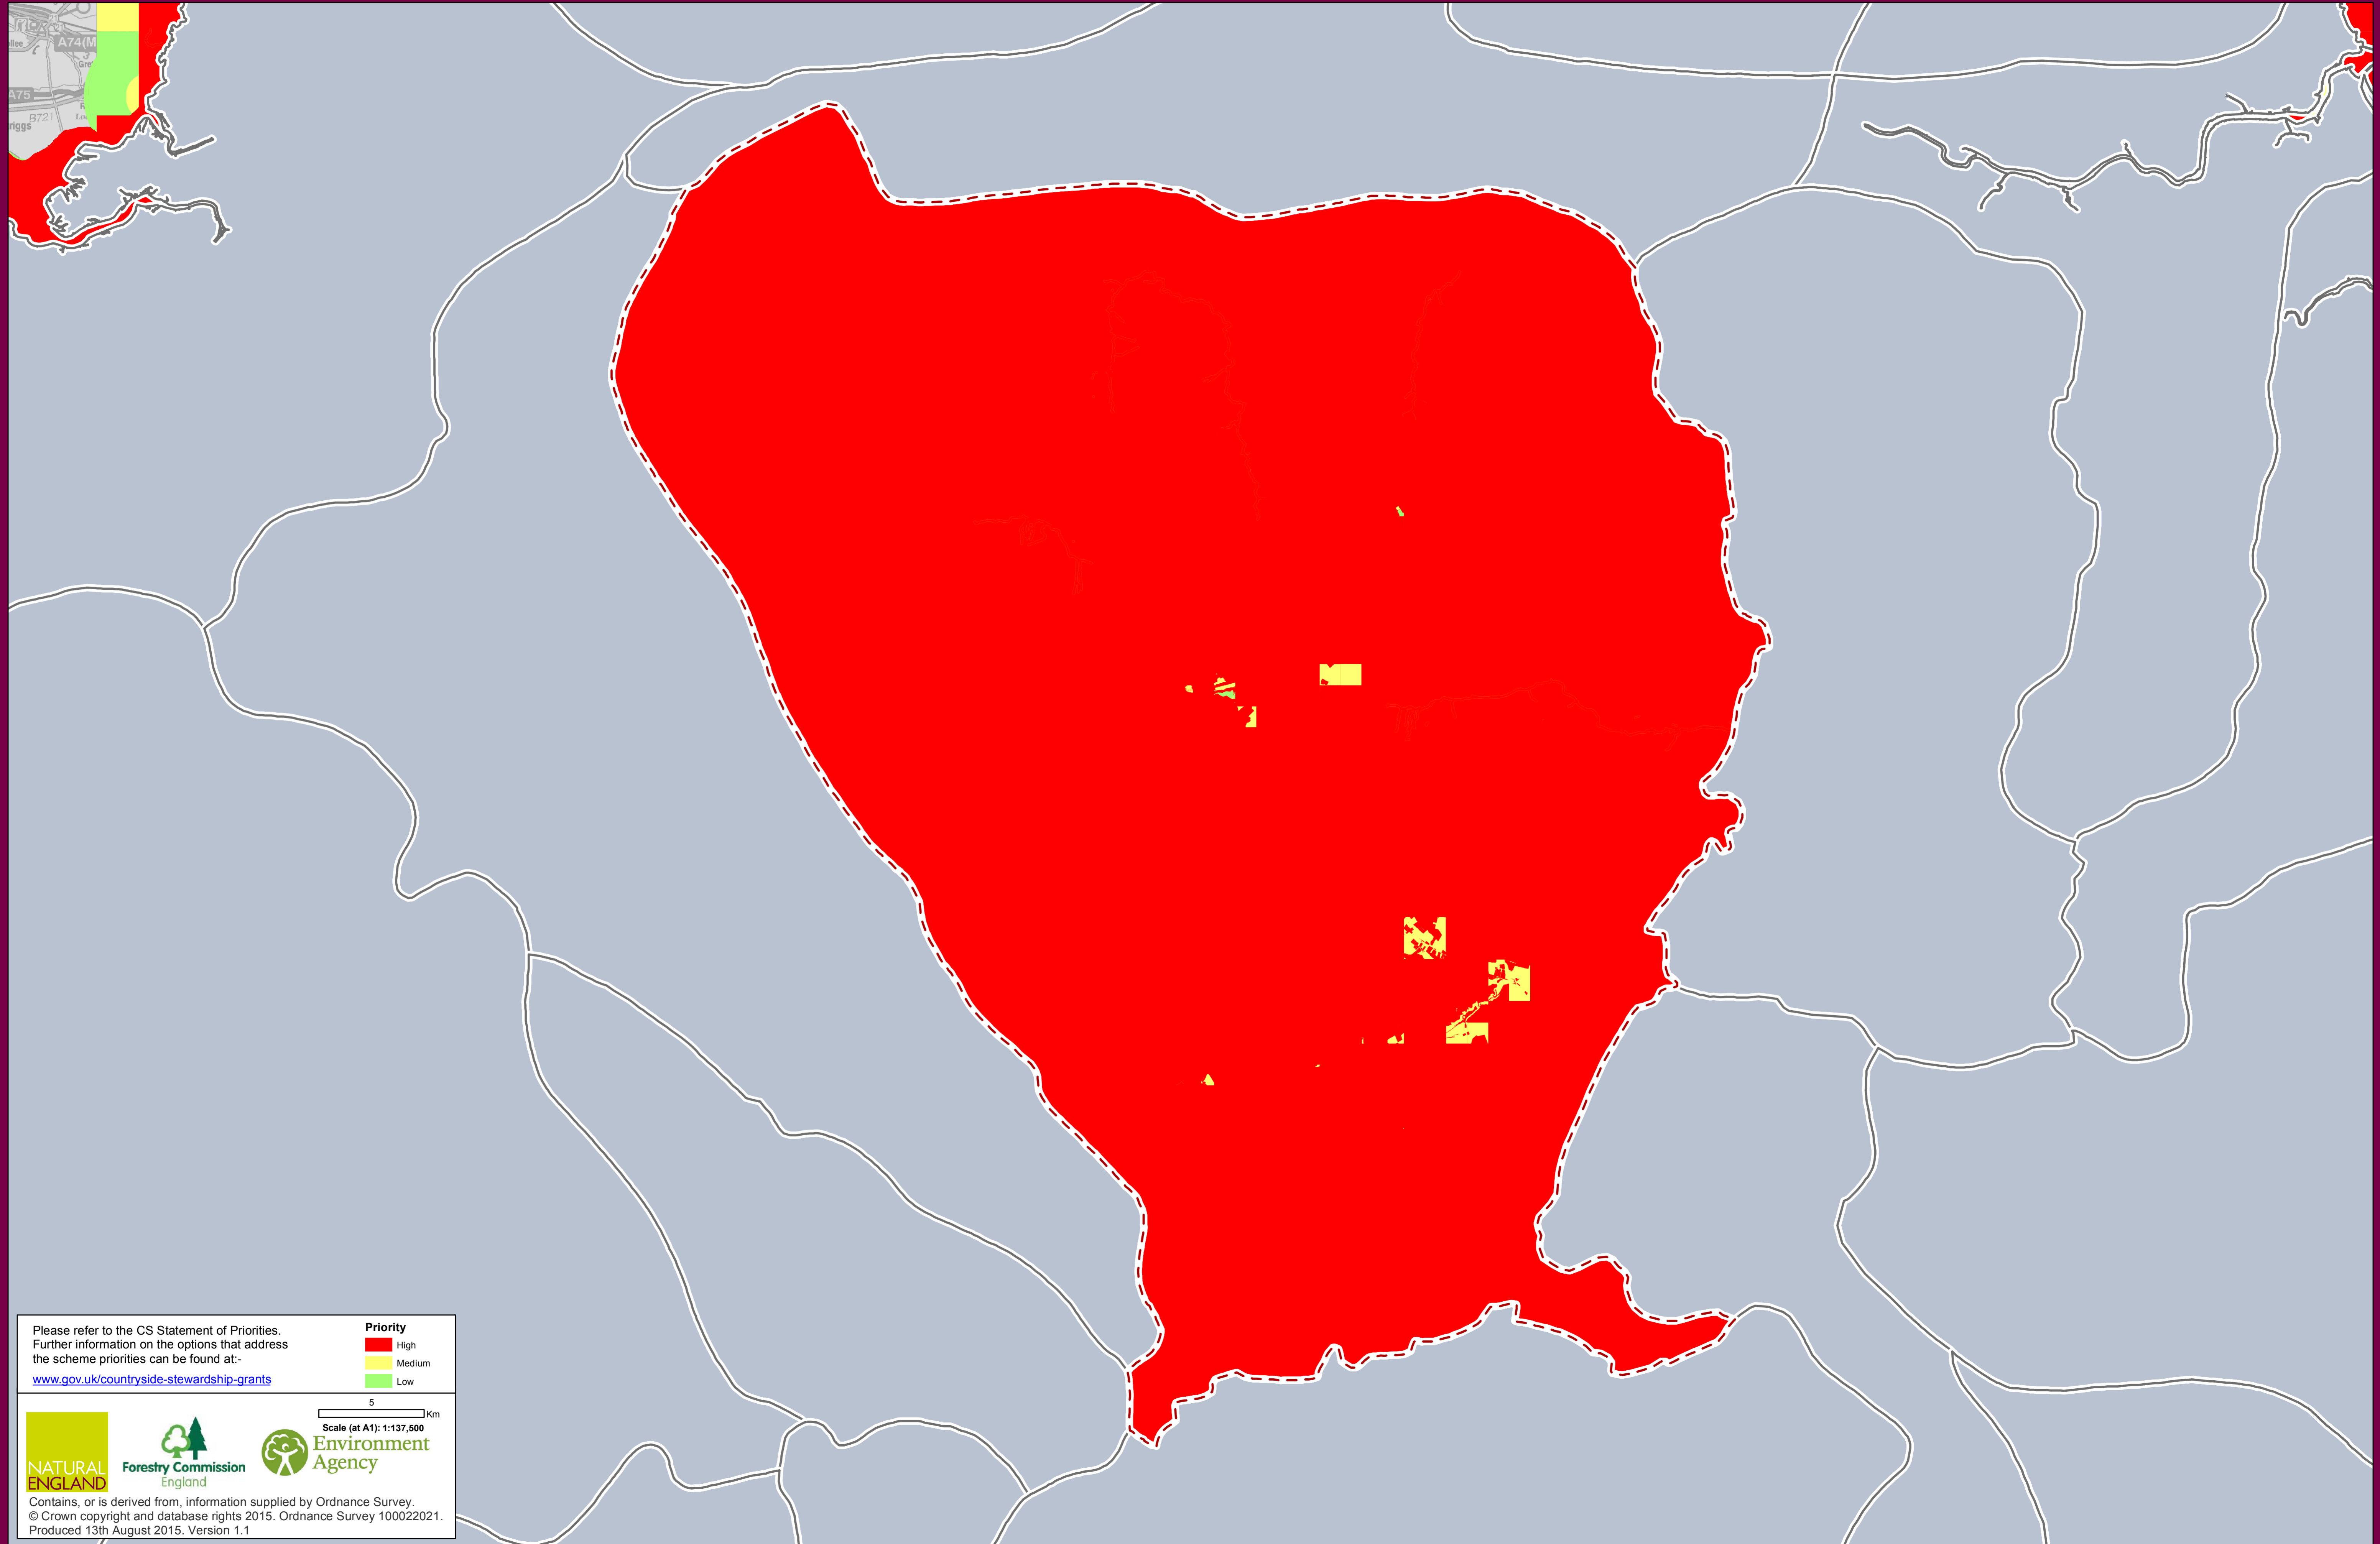 A74(M
Gre
A75
B721
riggs
Please refer to the CS Statement of Priorities.
Further information on the options that address
the scheme priorities can be found at:-
www.gov.uk/countryside-stewardship-grants
Priority
High
Medium
Low
5
Km
Scale (at A1): 1:137,500
NATURAL
ENGLAND
Forestry Commission
England
Environment
Agency
Contains, or is derived from, information supplied by Ordnance Survey.
© Crown copyright and database rights 2015. Ordnance Survey 100022021.
Produced 13th August 2015. Version 1.1